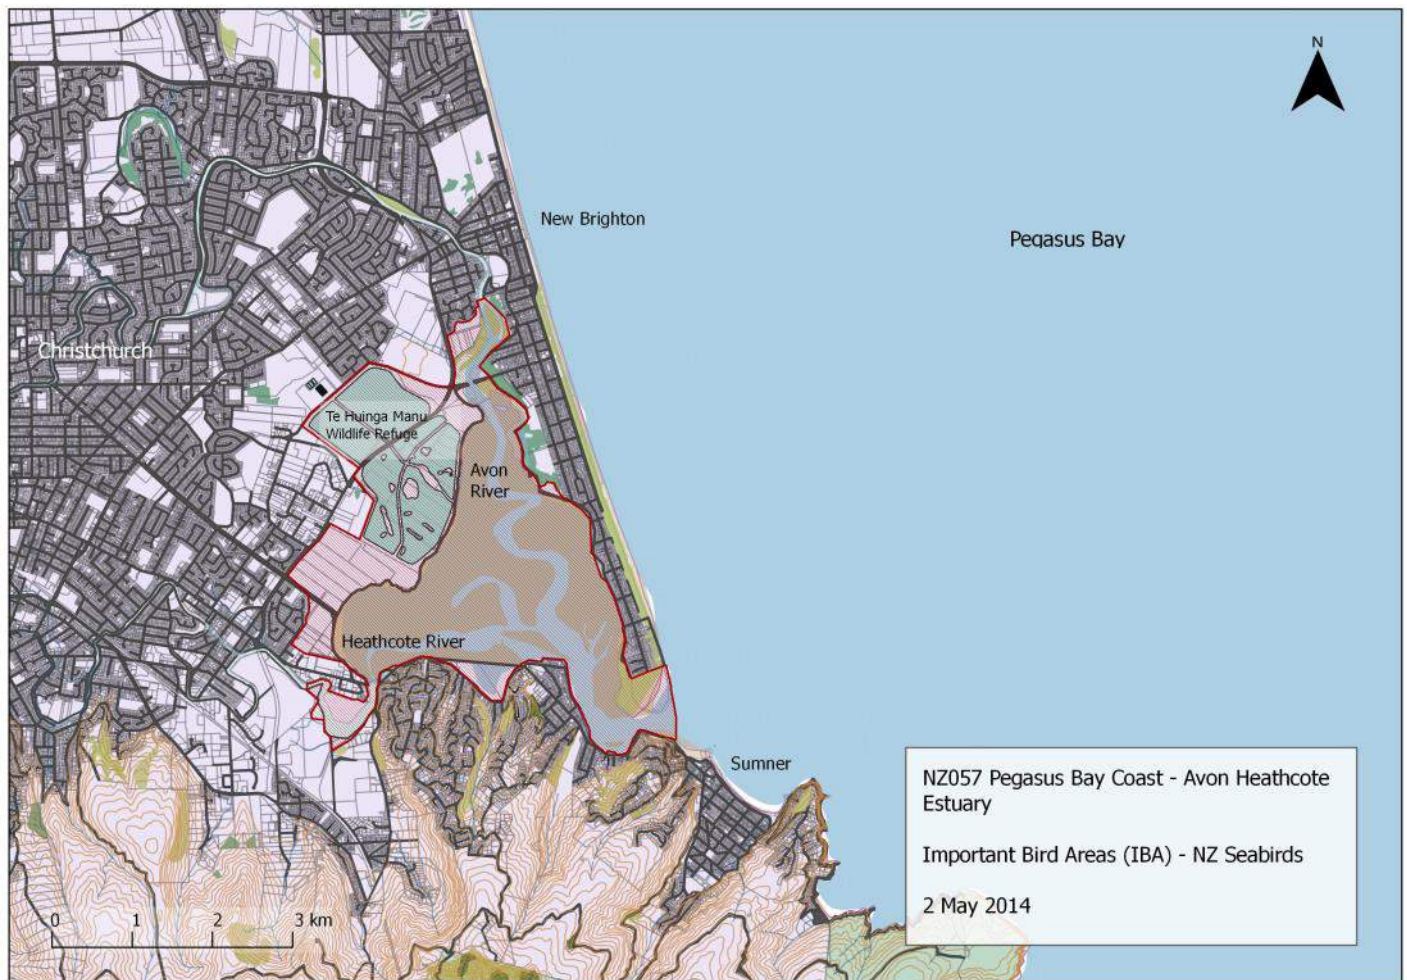 N
New Brighton
Pegasus Bay
Christchurch
Te Huinga Manu
Wildlife Refuge
Avon
River
Heathcote River
Sumner
NZ057 Pegasus Bay Coast - Avon Heathcote
Estuary
Important Bird Areas (IBA) - NZ Seabirds
2 May 2014
0 1 2 3 km